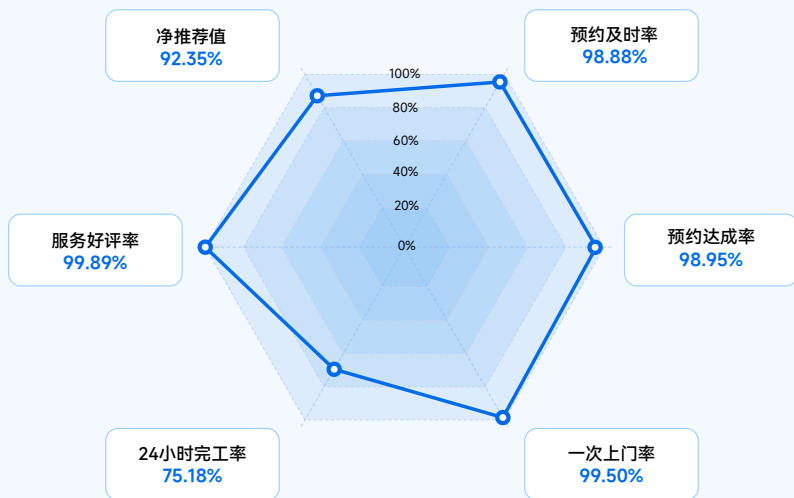 净推荐值
92.35%
预约及时率
98.88%
100%
80%
60%
40%
20%
0%
服务好评率
99.89%
预约达成率
98.95%
24小时完工率
75.18%
一次上门率
99.50%